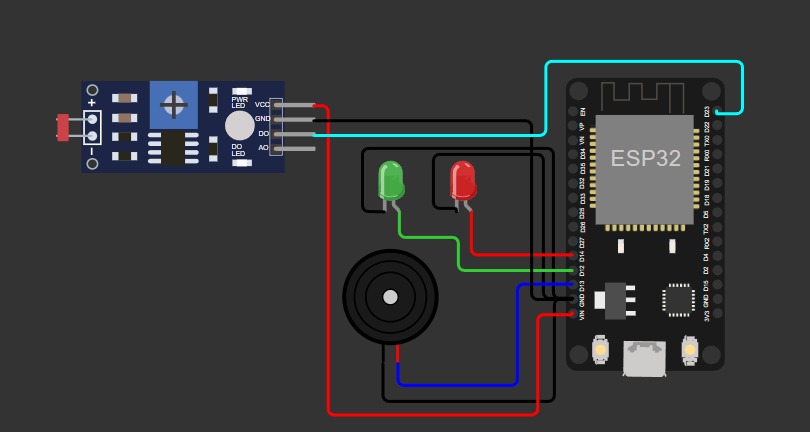 +
I
PWR
LED
DO
LED
VCC
GND
DO
AO
ESP32
EN
VP
VN
D34
D35
D32
D33
D25
D26
D27
D14
D12
D13
GND
VIN
D23
D22
TX0
RX0
D21
D19
D18
D5
TX2
RX2
D4
D2
D15
GND
3V3